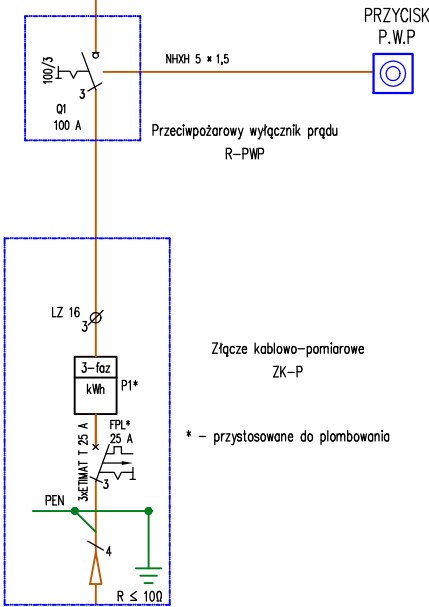 PRZYCISK
P.W.P
NHXH 5 * 1,5
100/3
3
Q1
100 A
Przeciwpożarowy wyłącznik prądu
R-PWP
LZ 16
3
Złącze kablowo-pomiarowe
ZK-P
3-faz
kWh
P1*
FPL*
25 A
3xETIMAT T 25 A
* - przystosowane do plombowania
3
PEN
4
R ≤ 10Ω